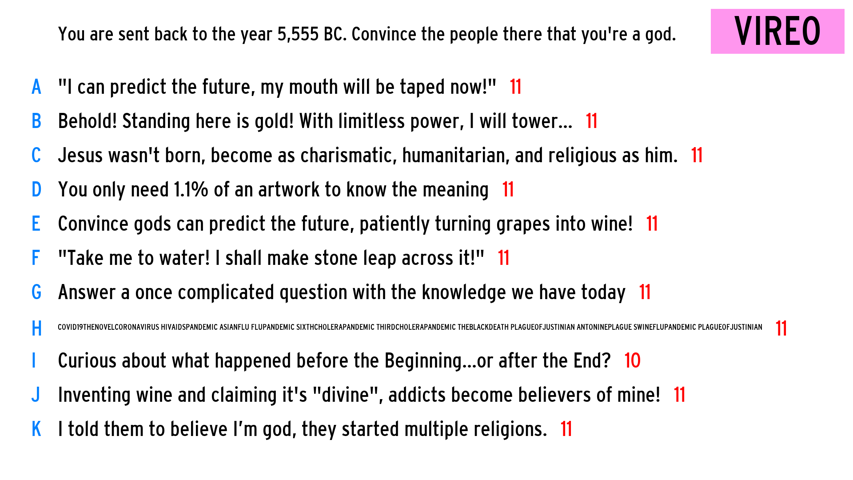 You are sent back to the year 5,555 BC. Convince the people there that you're a god.
VIREO
A "I can predict the future, my mouth will be taped now!" 11
B Behold! Standing here is gold! With limitless power, I will tower... 11
C Jesus wasn't born, become as charismatic, humanitarian, and religious as him. 11
D You only need 1.1% of an artwork to know the meaning 11
E Convince gods can predict the future, patiently turning grapes into wine! 11
F "Take me to water! I shall make stone leap across it!" 11
G Answer a once complicated question with the knowledge we have today 11
H COVID19THENOVELCORONAVIRUS HIVAIDSPANDEMIC ASIANFLU FLUPANDEMIC SIXTHCHOLERAPANDEMIC THIRDCHOLERAPANDEMIC THEBLACKDEATH PLAGUEOFJUSTINIAN ANTONINEPLAGUE SWINEFLUPANDEMIC PLAGUEOFJUSTINIAN 11
I Curious about what happened before the Beginning...or after the End? 10
J Inventing wine and claiming it's "divine", addicts become believers of mine! 11
K I told them to believe I’m god, they started multiple religions. 11